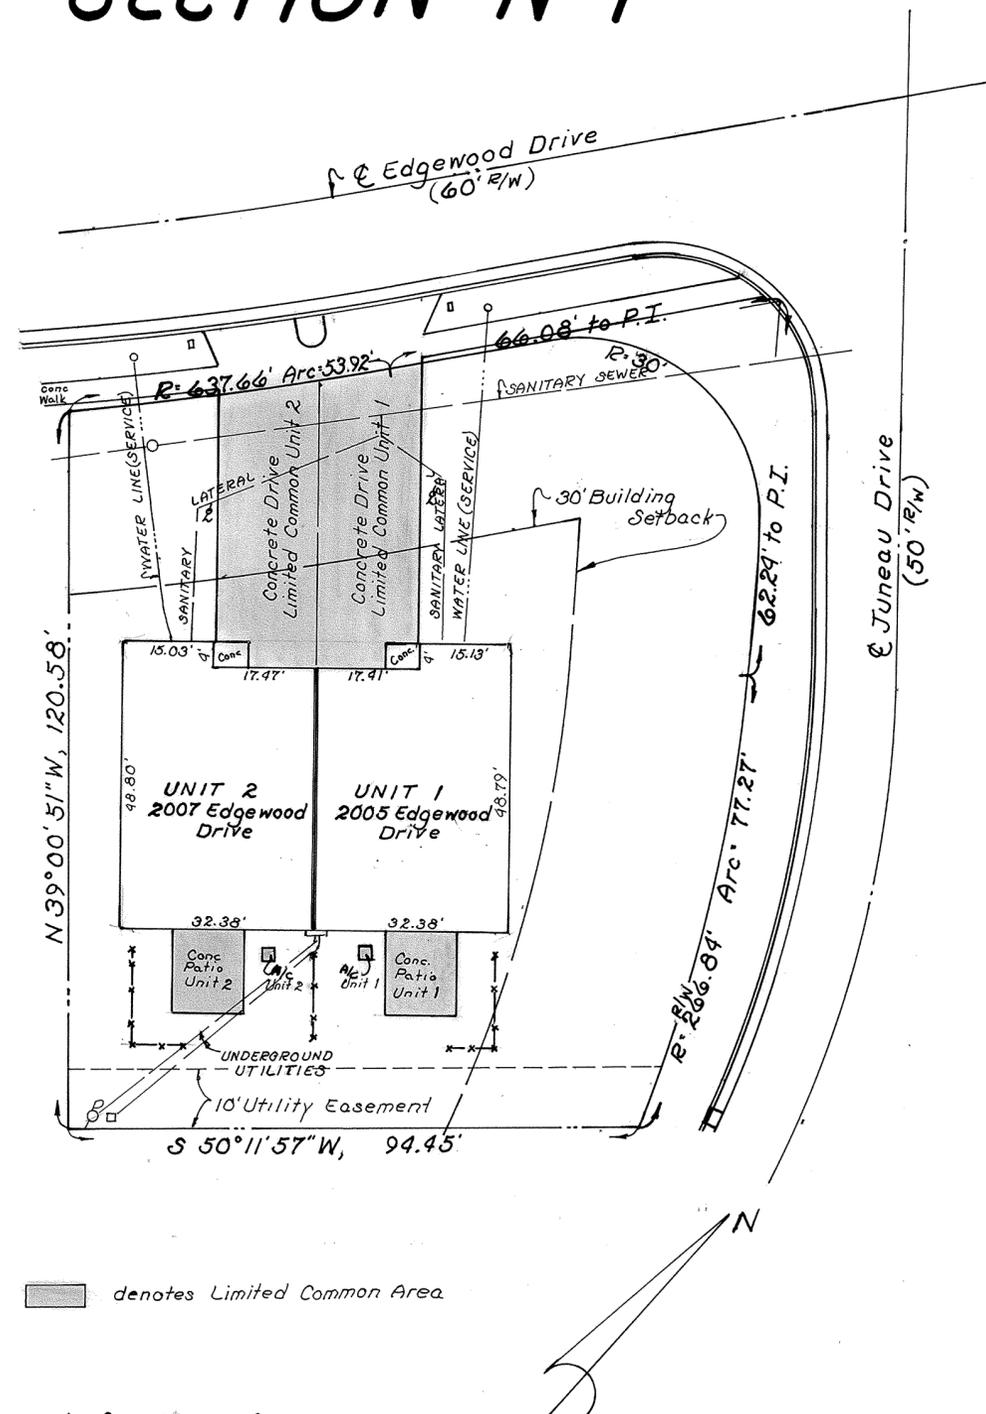 SECTION N-1
℄ Edgewood Drive
(60' R/W)
66.08' to P.I.
R=30'
R=637.66' Arc=53.92'
Conc
Walk
SANITARY SEWER
WATER LINE(SERVICE)
LATERAL
2
SANITARY
Concrete Drive
Limited Common Unit 2
Concrete Drive
Limited Common Unit 1
SANITARY LATERAL
WATER LINE(SERVICE)
30' Building
Setback
62.24' to P.I.
℄ Juneau Drive
(50' R/W)
15.03'
4'
Conc
Conc.
4'
15.13'
17.47'
17.41'
N 39°00'51"W, 120.58'
48.80'
UNIT 2
2007 Edgewood
Drive
UNIT 1
2005 Edgewood
Drive
48.79'
Arc= 77.27'
R/W
R= 266.84'
32.38'
32.38'
Conc
Patio
Unit 2
A/C
Unit 2
A/C
Unit 1
Conc.
Patio
Unit 1
UNDERGROUND
UTILITIES
P
10' Utility Easement
S 50°11'57"W, 94.45'
N
denotes Limited Common Area